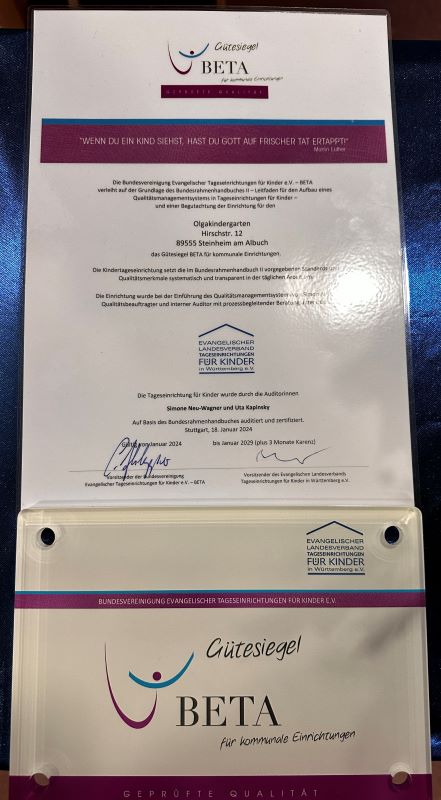 Gütesiegel
BETA
für kommunale Einrichtungen
GEPRÜFTE QUALITÄT
"WENN DU EIN KIND SIEHST, HAST DU GOTT AUF FRISCHER TAT ERTAPPT!"
Martin Luther
Die Bundesvereinigung Evangelischer Tageseinrichtungen für Kinder e.V. – BETA
verleiht auf der Grundlage des Bundesrahmenhandbuches II – Leitfaden für den Aufbau eines
Qualitätsmanagementsystems in Tageseinrichtungen für Kinder –
und einer Begutachtung der Einrichtung für den
Olgakindergarten
Hirschstr. 12
89555 Steinheim am Albuch
das Gütesiegel BETA für kommunale Einrichtungen.
Die Kindertageseinrichtung setzt die im Bundesrahmenhandbuch II vorgegebenen Standards und
Qualitätsmerkmale systematisch und transparent in der täglichen Arbeit um.
Die Einrichtung wurde bei der Einführung des Qualitätsmanagementsystems von
Qualitätsbeauftragter und interner Auditor mit prozessbegleitender Beratung,
EVANGELISCHER
LANDESVERBAND
TAGESEINRICHTUNGEN
FÜR KINDER
in Württemberg e.V.
Die Tageseinrichtung für Kinder wurde durch die Auditorinnen
Simone Neu-Wagner und Uta Kapinsky
Auf Basis des Bundesrahmenhandbuches auditiert und zertifiziert.
Stuttgart, 18. Januar 2024
Gültig von Januar 2024 bis Januar 2029 (plus 3 Monate Karenz)
Vorsitzender der Bundesvereinigung Vorsitzender des Evangelischen Landesverbands
Evangelischer Tageseinrichtungen für Kinder e.V. – BETA Tageseinrichtungen für Kinder in Württemberg e.V.
EVANGELISCHER
LANDESVERBAND
TAGESEINRICHTUNGEN
FÜR KINDER
in Württemberg e.V.
BUNDESVEREINIGUNG EVANGELISCHER TAGESEINRICHTUNGEN FÜR KINDER E.V.
Gütesiegel
BETA
für kommunale Einrichtungen
GEPRÜFTE QUALITÄT